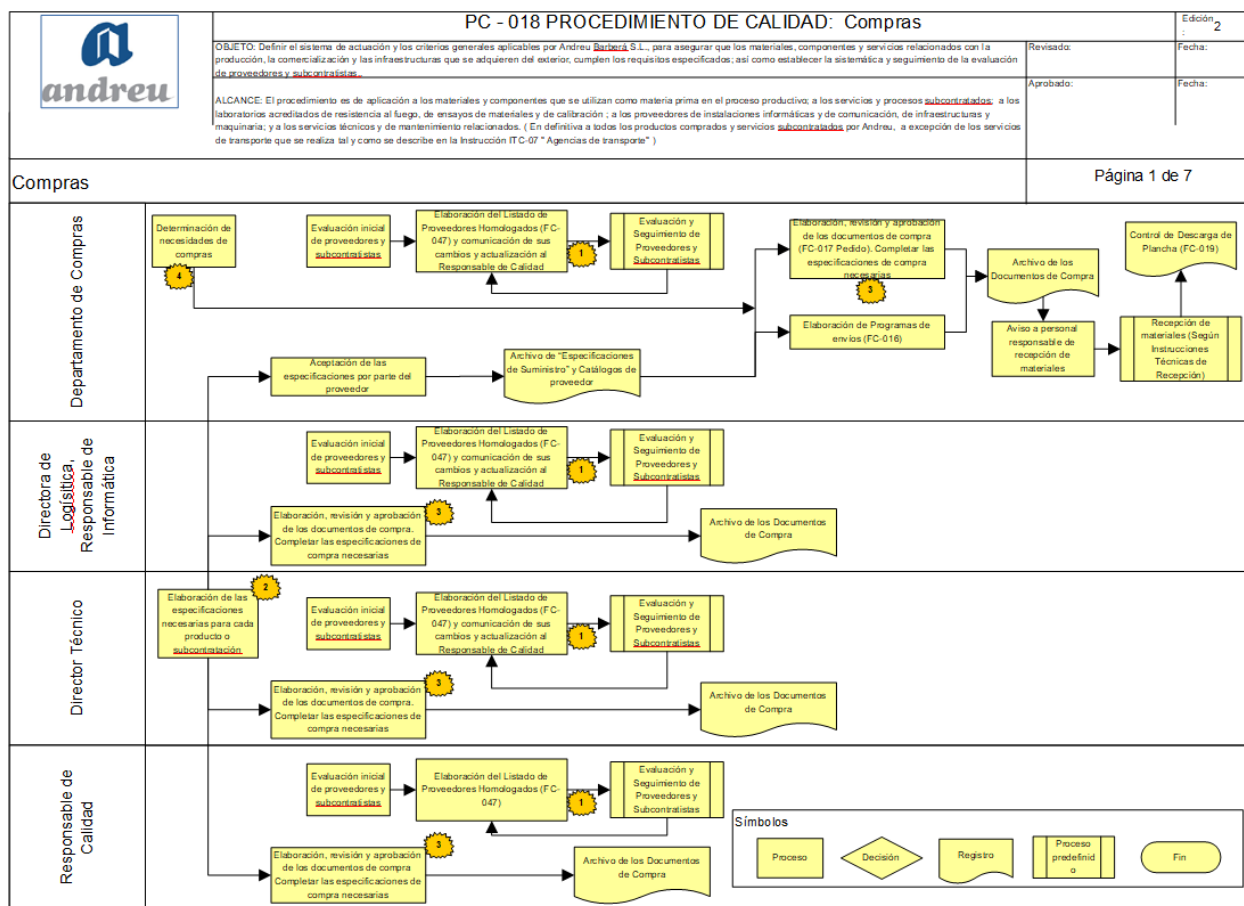 andreu
PC - 018 PROCEDIMIENTO DE CALIDAD: Compras
Edición
:
2
OBJETO: Definir el sistema de actuación y los criterios generales aplicables por Andreu Barberá S.L., para asegurar que los materiales, componentes y servicios relacionados con la
producción, la comercialización y las infraestructuras que se adquieren del exterior, cumplen los requisitos especificados; así como establecer la sistemática y seguimiento de la evaluación
de proveedores y subcontratistas.
Revisado:
Fecha:
Aprobado:
Fecha:
ALCANCE: El procedimiento es de aplicación a los materiales y componentes que se utilizan como materia prima en el proceso productivo; a los servicios y procesos subcontratados; a los
laboratorios acreditados de resistencia al fuego, de ensayos de materiales y de calibración ; a los proveedores de instalaciones informáticas y de comunicación, de infraestructuras y
maquinaria; y a los servicios técnicos y de mantenimiento relacionados. ( En definitiva a todos los productos comprados y servicios subcontratados por Andreu, a excepción de los servicios
de transporte que se realiza tal y como se describe en la Instrucción ITC-07 " Agencias de transporte" )
Compras
Página 1 de 7
Departamento de Compras
Determinación de
necesidades de
compras
4
Evaluación inicial
de proveedores y
subcontratistas
Elaboración del Listado de
Proveedores Homologados (FC-
047) y comunicación de sus
cambios y actualización al
Responsable de Calidad
1
Evaluación y
Seguimiento de
Proveedores y
Subcontratistas
Elaboración, revisión y aprobación
de los documentos de compra
(FC-017 Pedido). Completar las
especificaciones de compra
necesarias
3
Elaboración de Programas de
envíos (FC-016)
Archivo de los
Documentos de Compra
Control de Descarga de
Plancha (FC-019)
Aviso a personal
responsable de
recepción de
materiales
Recepción de
materiales (Según
Instrucciones
Técnicas de
Recepción)
Aceptación de las
especificaciones por parte del
proveedor
Archivo de "Especificaciones
de Suministro" y Catálogos de
proveedor
Directora de
Logística,
Responsable de
Informática
Evaluación inicial
de proveedores y
subcontratistas
Elaboración del Listado de
Proveedores Homologados (FC-
047) y comunicación de sus
cambios y actualización al
Responsable de Calidad
1
Evaluación y
Seguimiento de
Proveedores y
Subcontratistas
Elaboración, revisión y aprobación
de los documentos de compra.
Completar las especificaciones de
compra necesarias
3
Archivo de los Documentos
de Compra
Director Técnico
Elaboración de las
especificaciones
necesarias para cada
producto o
subcontratación
2
Evaluación inicial
de proveedores y
subcontratistas
Elaboración del Listado de
Proveedores Homologados (FC-
047) y comunicación de sus
cambios y actualización al
Responsable de Calidad
1
Evaluación y
Seguimiento de
Proveedores y
Subcontratistas
Elaboración, revisión y aprobación
de los documentos de compra.
Completar las especificaciones de
compra necesarias
3
Archivo de los Documentos
de Compra
Responsable de
Calidad
Evaluación inicial
de proveedores y
subcontratistas
Elaboración del Listado de
Proveedores Homologados (FC-
047)
1
Evaluación y
Seguimiento de
Proveedores y
Subcontratistas
Elaboración, revisión y aprobación
de los documentos de compra
Completar las especificaciones de
compra necesarias
3
Archivo de los Documentos
de Compra
Símbolos
Proceso
Decisión
Registro
Proceso
predefinid
o
Fin